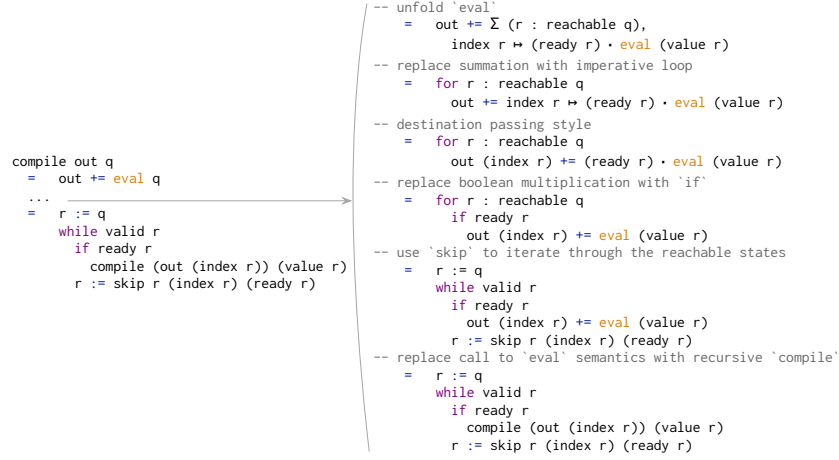 compile out q
= out += eval q
...
= r := q
while valid r
if ready r
compile (out (index r)) (value r)
r := skip r (index r) (ready r)
-- unfold `eval`
= out += Σ (r : reachable q),
index r ↦ (ready r) · eval (value r)
-- replace summation with imperative loop
= for r : reachable q
out += index r ↦ (ready r) · eval (value r)
-- destination passing style
= for r : reachable q
out (index r) += (ready r) · eval (value r)
-- replace boolean multiplication with `if`
= for r : reachable q
if ready r
out (index r) += eval (value r)
-- use `skip` to iterate through the reachable states
= r := q
while valid r
if ready r
out (index r) += eval (value r)
r := skip r (index r) (ready r)
-- replace call to `eval` semantics with recursive `compile`
= r := q
while valid r
if ready r
compile (out (index r)) (value r)
r := skip r (index r) (ready r)